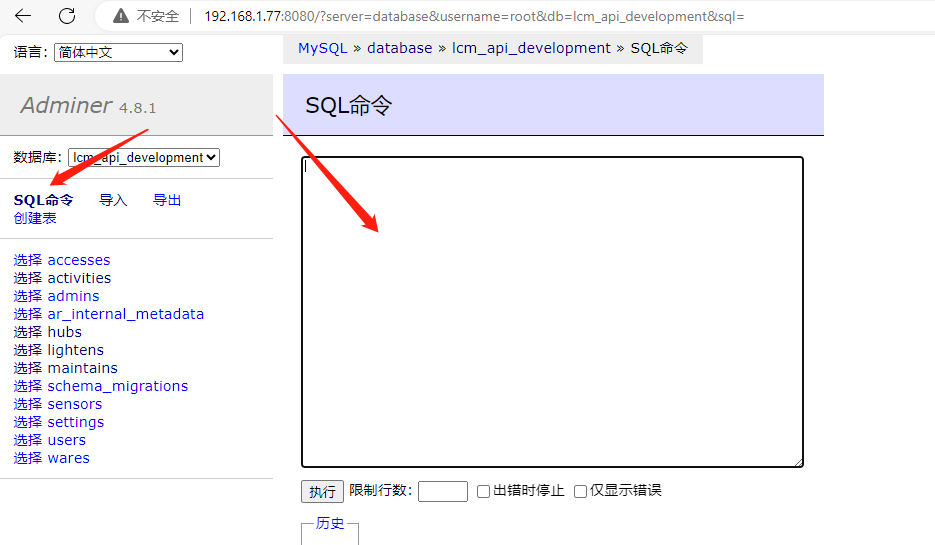 不安全 192.168.1.77:8080/?server=database&username=root&db=lcm_api_development&sql=
语言: 简体中文
MySQL » database » lcm_api_development » SQL命令
Adminer 4.8.1
SQL命令
数据库: lcm_api_development
SQL命令 导入 导出
创建表
选择 accesses
选择 activities
选择 admins
选择 ar_internal_metadata
选择 hubs
选择 lightens
选择 maintains
选择 schema_migrations
选择 sensors
选择 settings
选择 users
选择 wares
执行 限制行数: 出错时停止 仅显示错误
历史